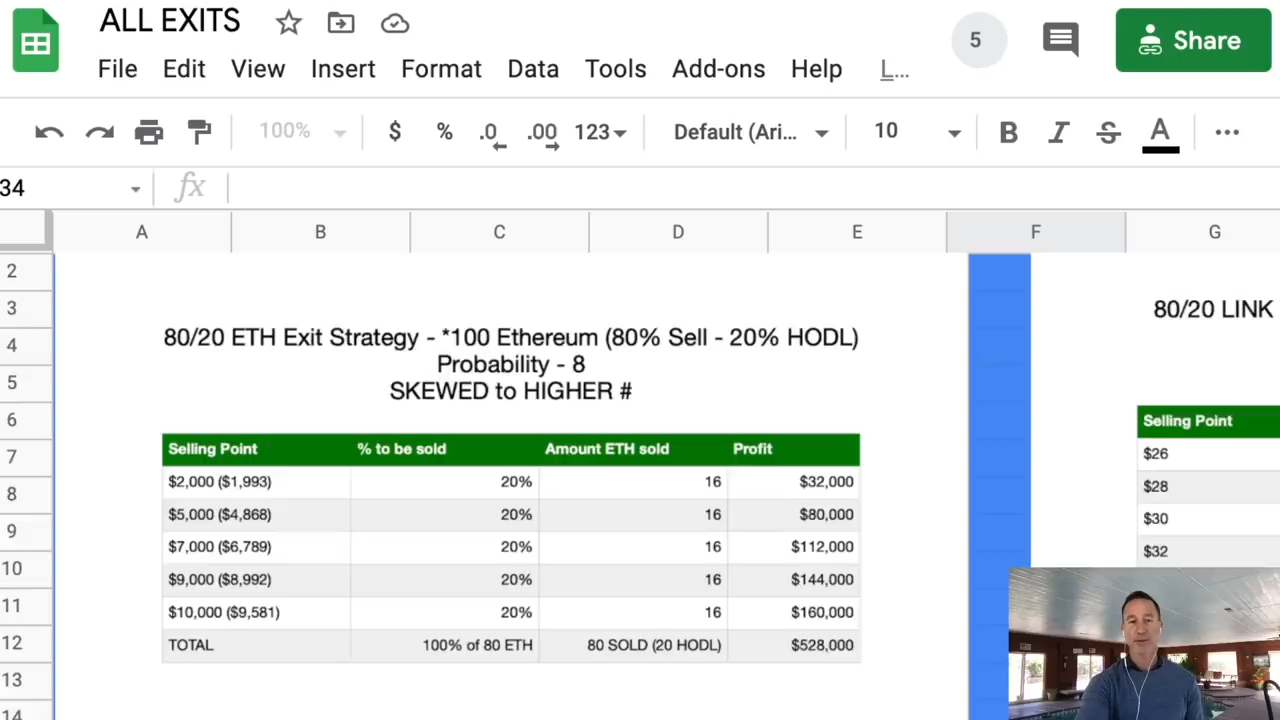 ALL EXITS
5
Share
File Edit View Insert Format Data Tools Add-ons Help L...
100% $ % .0 .00 123 Default (Ari... 10 B I S A
34 fx
A B C D E F G
2
3
4
5
6
7
8
9
10
11
12
13
14
80/20 ETH Exit Strategy - *100 Ethereum (80% Sell - 20% HODL)
Probability - 8
SKEWED to HIGHER #
Selling Point % to be sold Amount ETH sold Profit
$2,000 ($1,993) 20% 16 $32,000
$5,000 ($4,868) 20% 16 $80,000
$7,000 ($6,789) 20% 16 $112,000
$9,000 ($8,992) 20% 16 $144,000
$10,000 ($9,581) 20% 16 $160,000
TOTAL 100% of 80 ETH 80 SOLD (20 HODL) $528,000
80/20 LINK
Selling Point
$26
$28
$30
$32